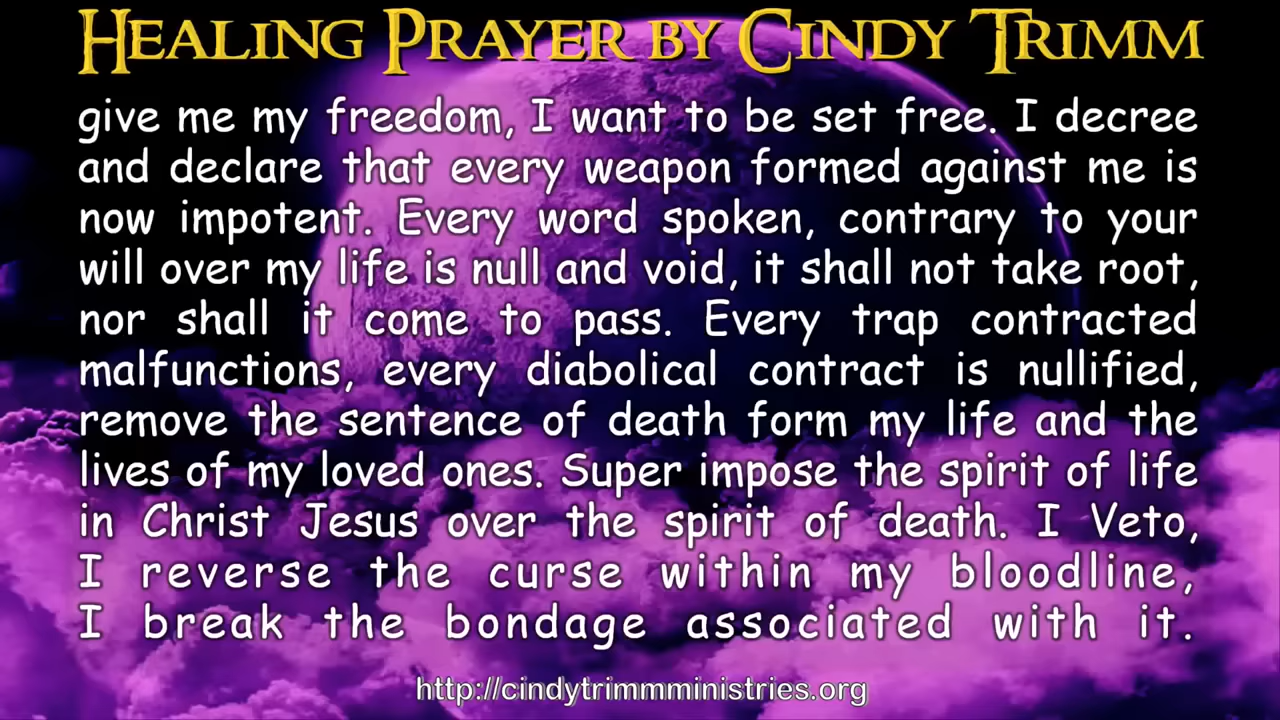 Healing Prayer by Cindy Trimm
give me my freedom, I want to be set free. I decree
and declare that every weapon formed against me is
now impotent. Every word spoken, contrary to your
will over my life is null and void, it shall not take root,
nor shall it come to pass. Every trap contracted
malfunctions, every diabolical contract is nullified,
remove the sentence of death form my life and the
lives of my loved ones. Super impose the spirit of life
in Christ Jesus over the spirit of death. I Veto,
I reverse the curse within my bloodline,
I break the bondage associated with it.
http://cindytrimmministries.org